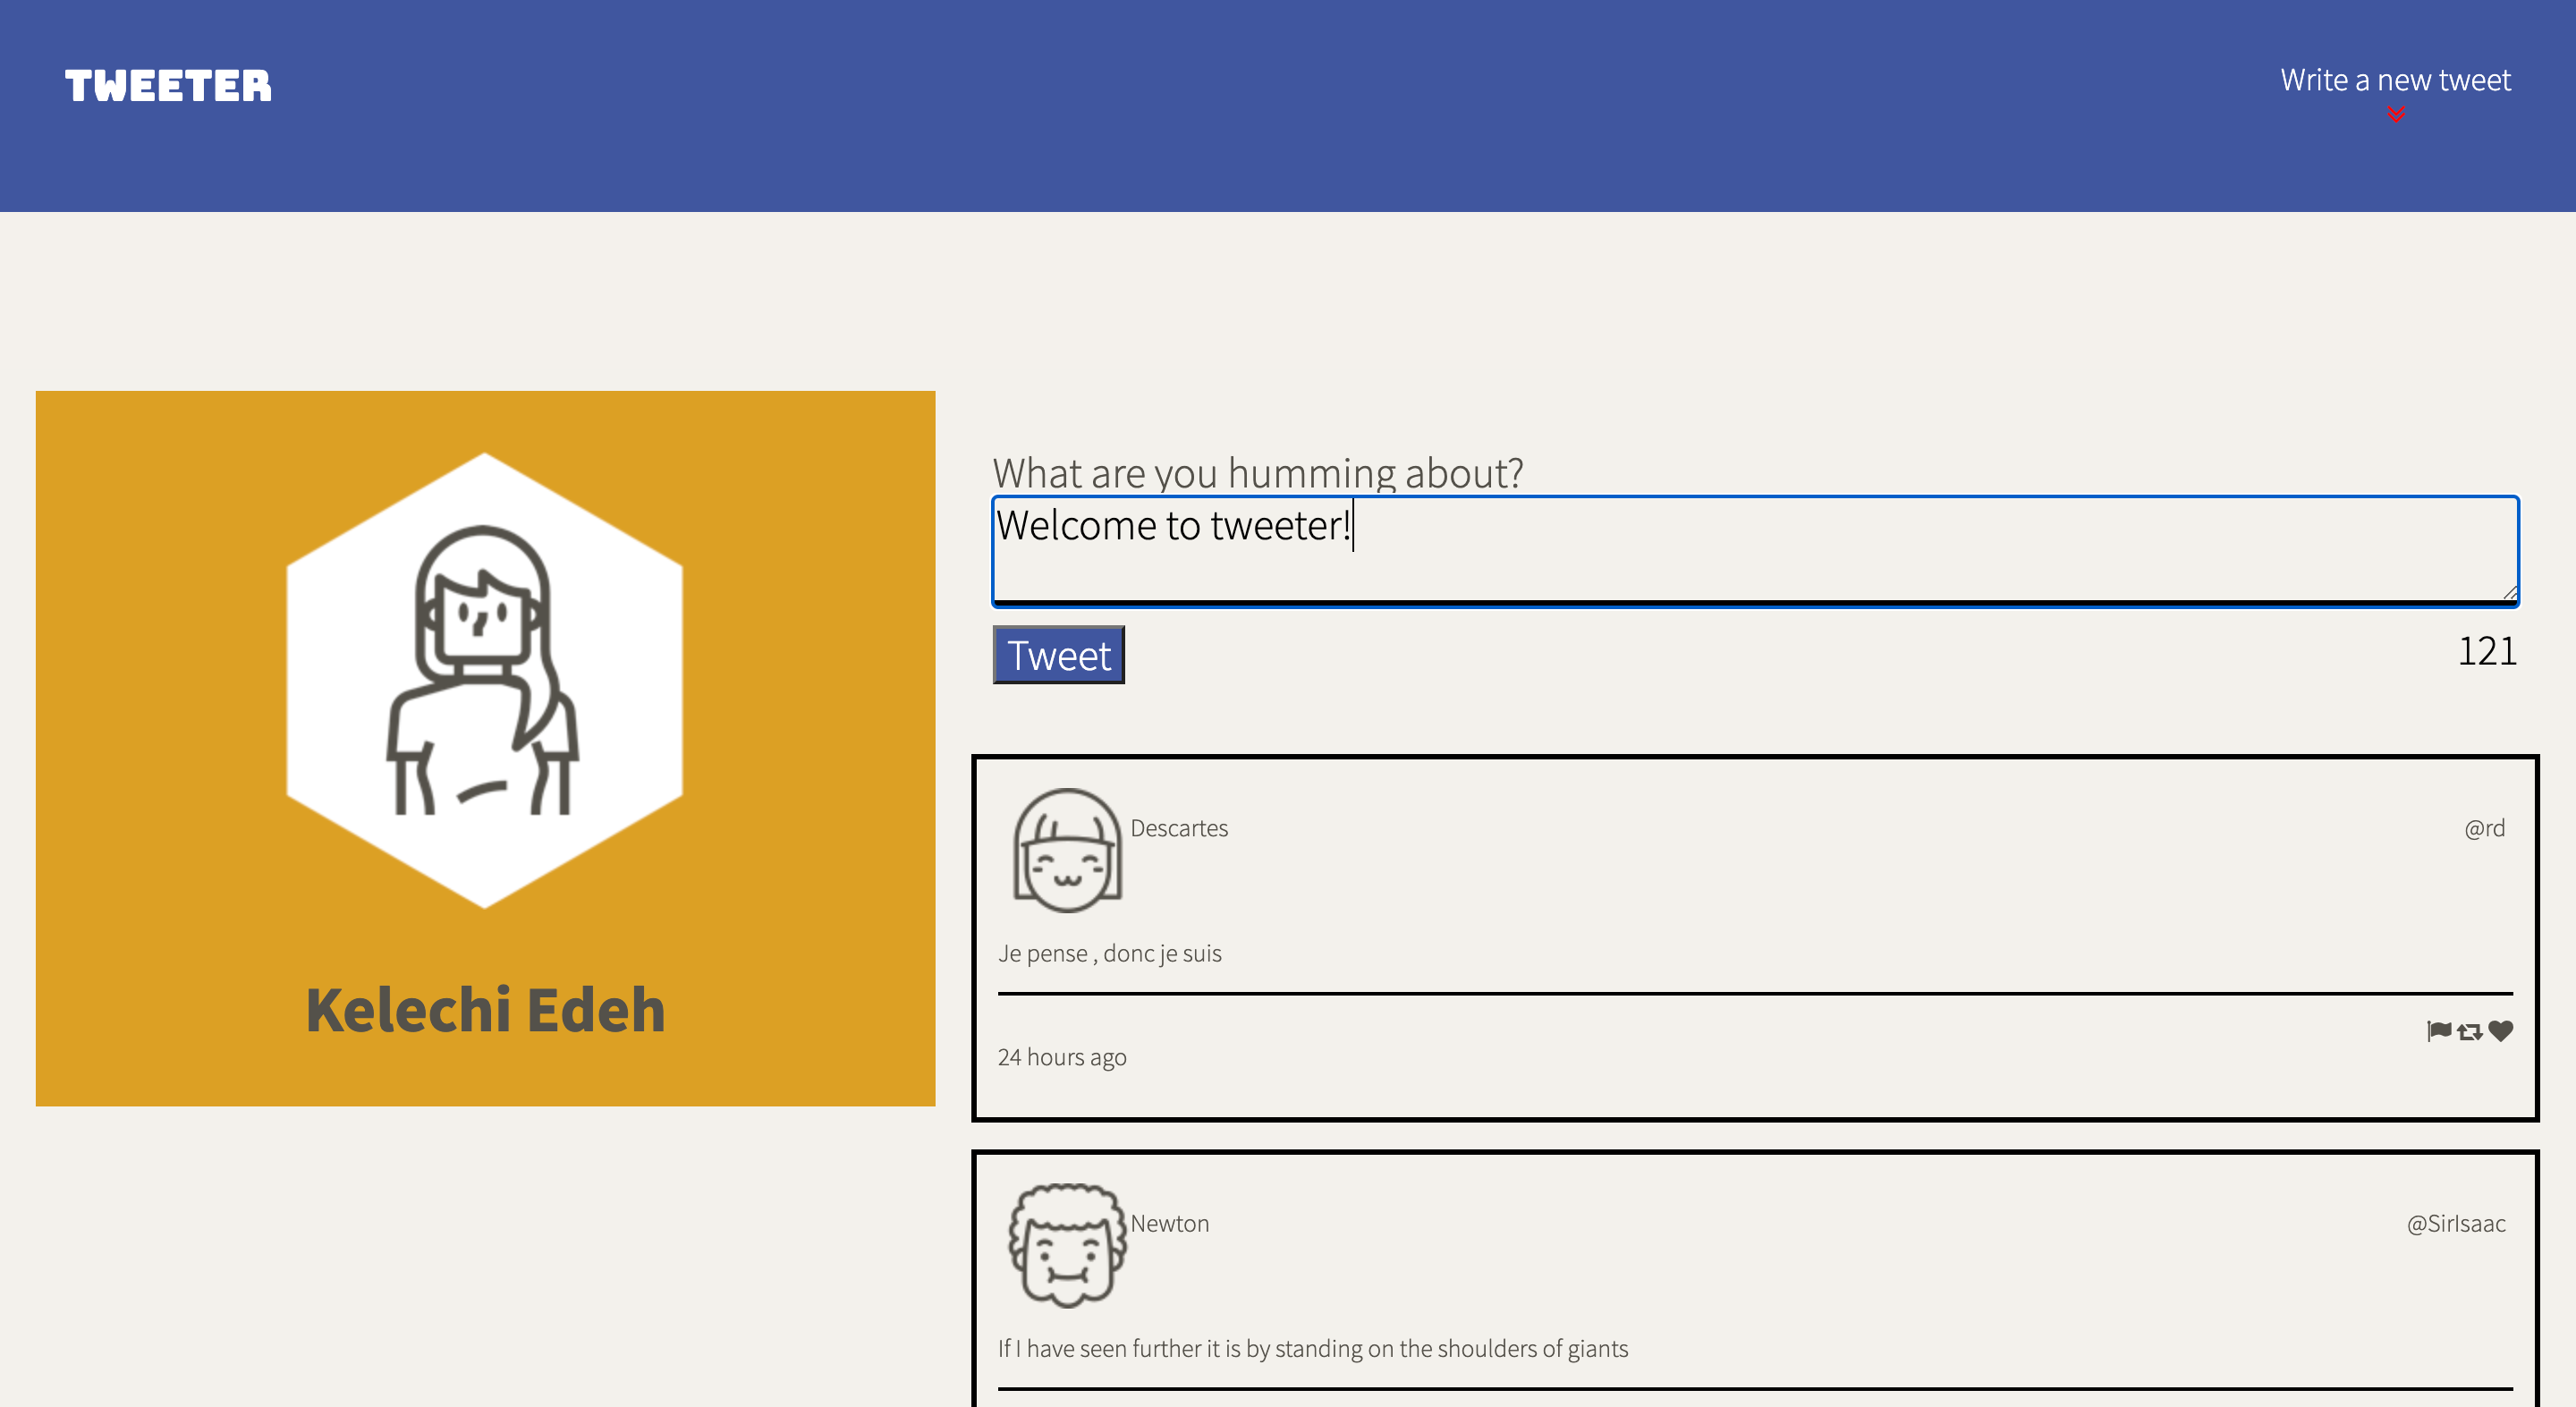 TWEETER
Write a new tweet
What are you humming about?
Welcome to tweeter!
Tweet
121
Kelechi Edeh
Descartes
@rd
Je pense , donc je suis
24 hours ago
Newton
@SirIsaac
If I have seen further it is by standing on the shoulders of giants